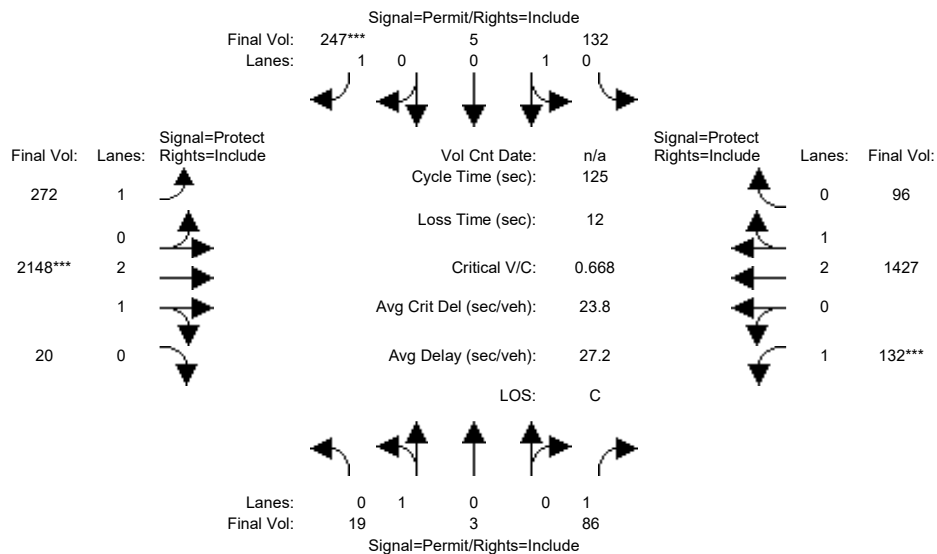 Signal=Permit/Rights=Include
Final Vol: 247*** 5 132
Lanes: 1 0 0 1 0
Signal=Protect Signal=Protect
Final Vol: Lanes: Rights=Include Vol Cnt Date: n/a Rights=Include Lanes: Final Vol:
Cycle Time (sec): 125
272 1 0 96
Loss Time (sec): 12
0 1
2148*** 2 Critical V/C: 0.668 2 1427
1 Avg Crit Del (sec/veh): 23.8 0
20 0 Avg Delay (sec/veh): 27.2 1 132***
LOS: C
Lanes: 0 1 0 0 1
Final Vol: 19 3 86
Signal=Permit/Rights=Include